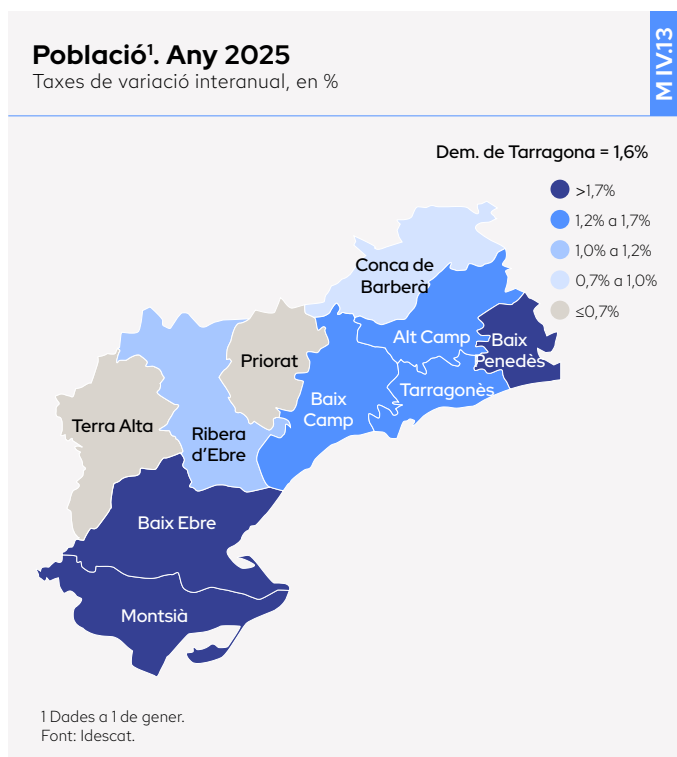 Població¹. Any 2025
Taxes de variació interanual, en %
M IV.13
Dem. de Tarragona = 1,6%
>1,7%
1,2% a 1,7%
1,0% a 1,2%
0,7% a 1,0%
≤0,7%
Conca de
Barberà
Alt Camp
Baix
Penedès
Priorat
Tarragonès
Baix
Camp
Terra Alta
Ribera
d'Ebre
Baix Ebre
Montsià
1 Dades a 1 de gener.
Font: Idescat.